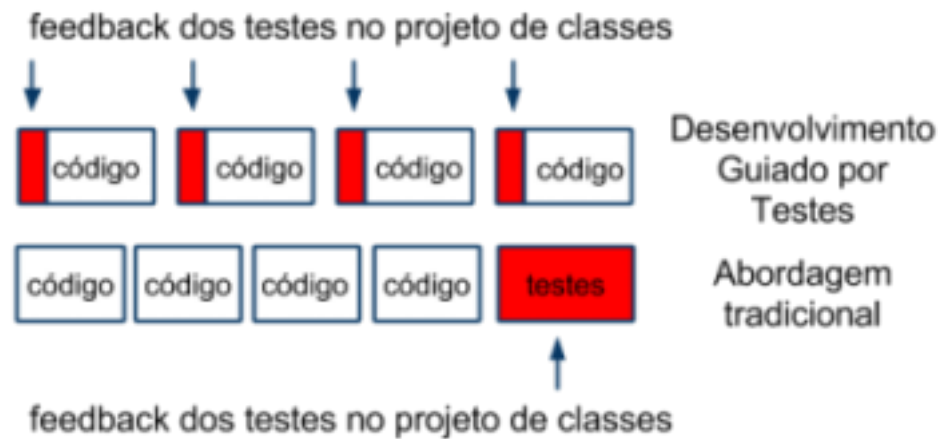 feedback dos testes no projeto de classes
código código código código
Desenvolvimento
Guiado por
Testes
código código código código testes
Abordagem
tradicional
feedback dos testes no projeto de classes